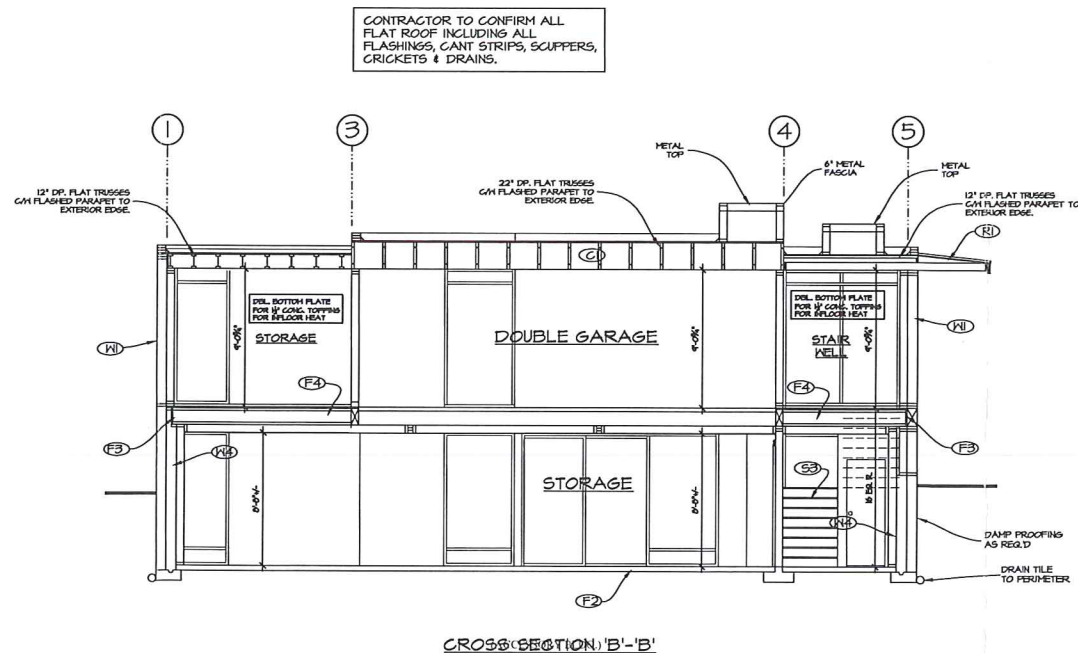 CONTRACTOR TO CONFIRM ALL
FLAT ROOF INCLUDING ALL
FLASHINGS, CANT STRIPS, SCUPPERS,
CRICKETS & DRAINS.
1
3
4
5
METAL
TOP
6" METAL
FASCIA
METAL
TOP
12" DP. FLAT TRUSSES
C/W FLASHED PARAPET TO
EXTERIOR EDGE.
22" DP. FLAT TRUSSES
C/W FLASHED PARAPET TO
EXTERIOR EDGE.
12" DP. FLAT TRUSSES
C/W FLASHED PARAPET TO
EXTERIOR EDGE.
R1
C1
DBL. BOTTOM PLATE
FOR 1½" CONC. TOPPING
FOR INFLOOR HEAT
STORAGE
DOUBLE GARAGE
DBL. BOTTOM PLATE
FOR 1½" CONC. TOPPING
FOR INFLOOR HEAT
STAIR
WELL
W1
W1
F4
F4
F3
F3
W4
STORAGE
S3
W4
DAMP PROOFING
AS REQ'D
DRAIN TILE
TO PERIMETER
F2
CROSS SECTION 'B'-'B'